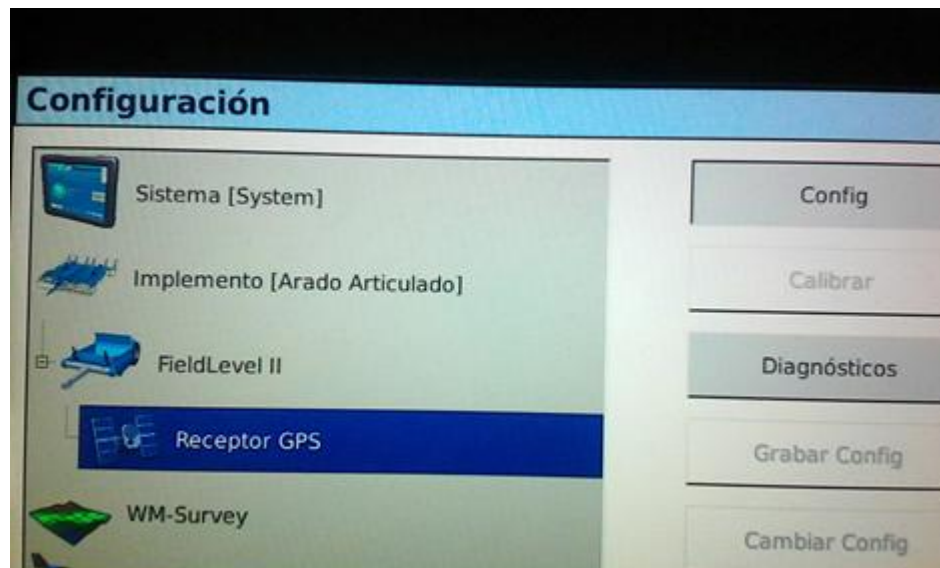 Configuración
Sistema [System]
Config
Implemento [Arado Articulado]
Calibrar
FieldLevel II
Diagnósticos
Receptor GPS
Grabar Config
WM-Survey
Cambiar Config